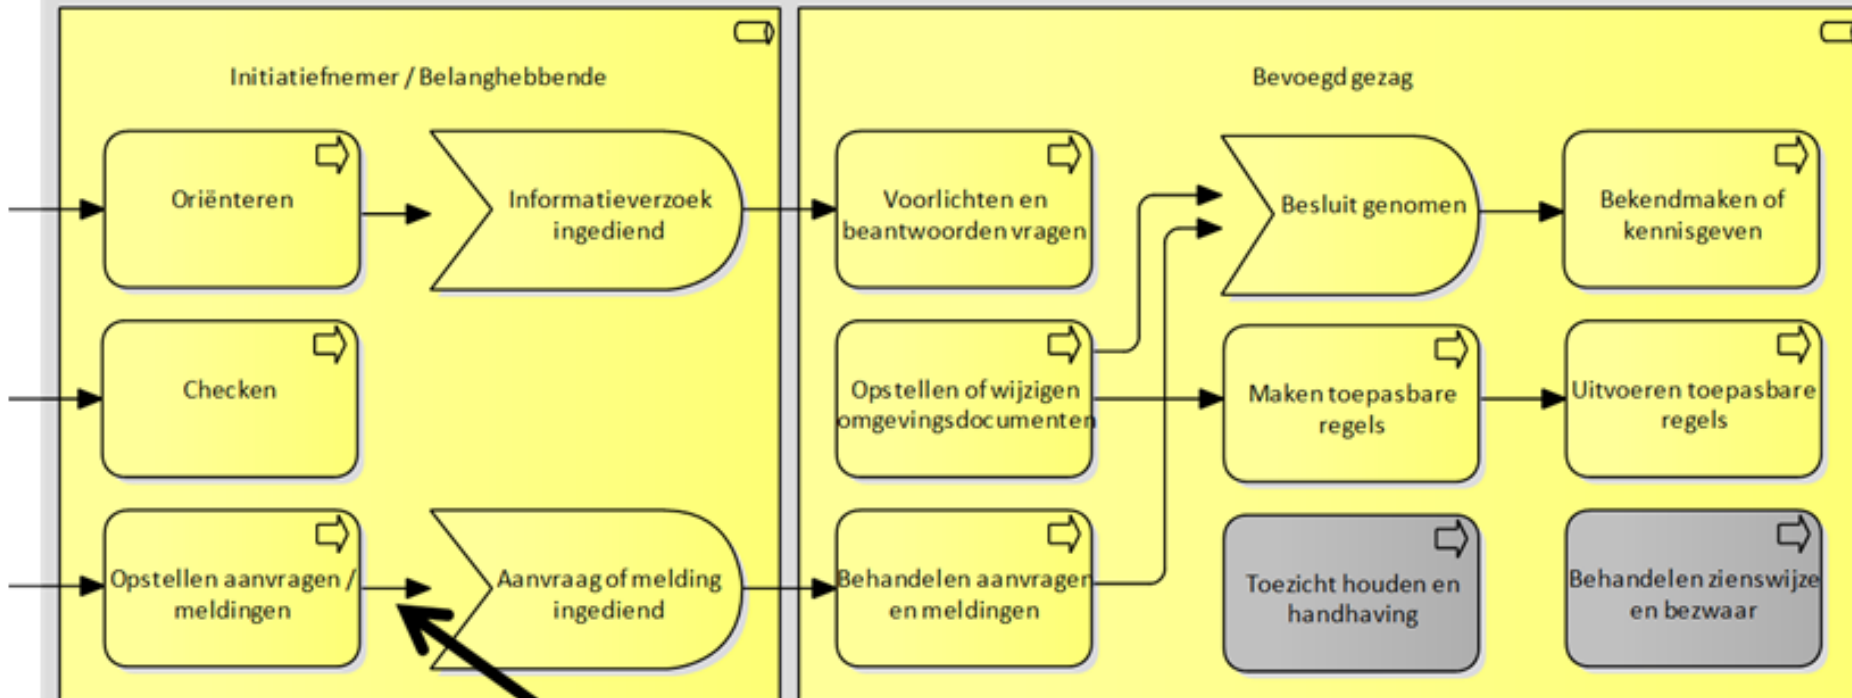 Initiatiefnemer / Belanghebbende
Oriënteren
Informatieverzoek
ingediend
Checken
Opstellen aanvragen /
meldingen
Aanvraag of melding
ingediend
Bevoegd gezag
Voorlichten en
beantwoorden vragen
Besluit genomen
Bekendmaken of
kennisgeven
Opstellen of wijzigen
omgevingsdocumenten
Maken toepasbare
regels
Uitvoeren toepasbare
regels
Behandelen aanvragen
en meldingen
Toezicht houden en
handhaving
Behandelen zienswijze
en bezwaar